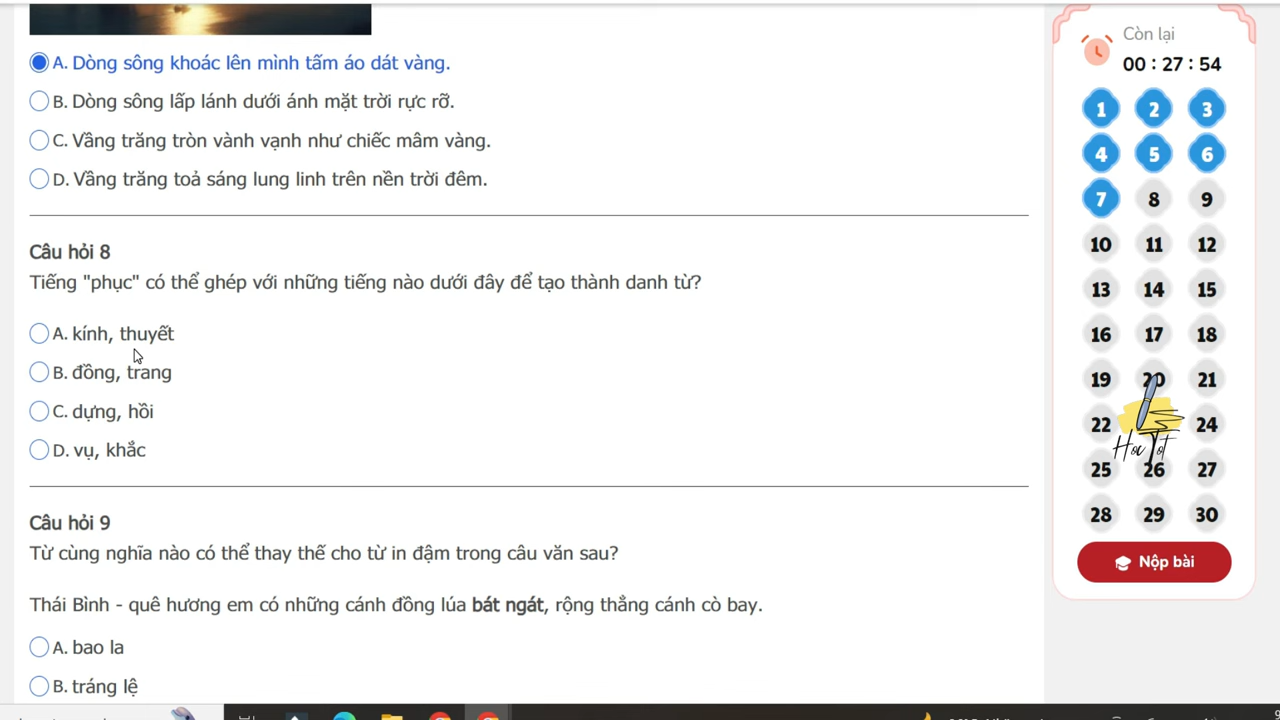 A. Dòng sông khoác lên mình tấm áo dát vàng.
B. Dòng sông lấp lánh dưới ánh mặt trời rực rỡ.
C. Vầng trăng tròn vành vạnh như chiếc mâm vàng.
D. Vầng trăng toả sáng lung linh trên nền trời đêm.
Câu hỏi 8
Tiếng "phục" có thể ghép với những tiếng nào dưới đây để tạo thành danh từ?
A. kính, thuyết
B. đồng, trang
C. dựng, hồi
D. vụ, khắc
Câu hỏi 9
Từ cùng nghĩa nào có thể thay thế cho từ in đậm trong câu văn sau?
Thái Bình - quê hương em có những cánh đồng lúa bát ngát, rộng thẳng cánh cò bay.
A. bao la
B. tráng lệ
Còn lại
00 : 27 : 54
1 2 3
4 5 6
7 8 9
10 11 12
13 14 15
16 17 18
19 20 21
22 24
Học Tốt
25 26 27
28 29 30
Nộp bài